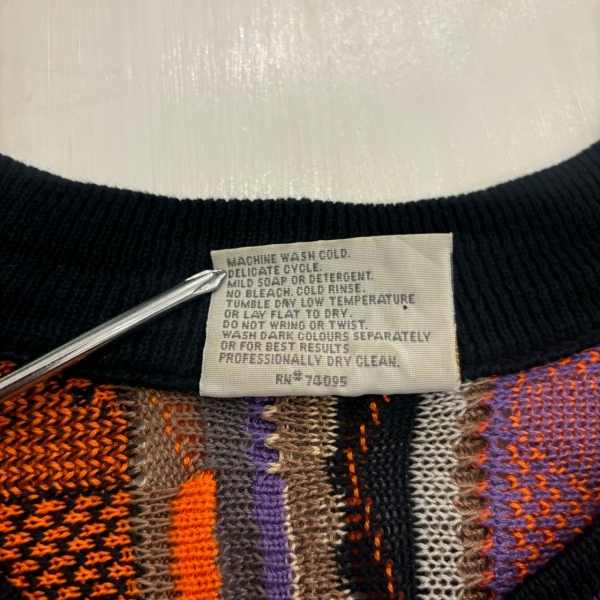 MACHINE WASH COLD.
DELICATE CYCLE.
MILD SOAP OR DETERGENT.
NO BLEACH. COLD RINSE.
TUMBLE DRY LOW TEMPERATURE
OR LAY FLAT TO DRY.
DO NOT WRING OR TWIST.
WASH DARK COLOURS SEPARATELY
OR FOR BEST RESULTS
PROFESSIONALLY DRY CLEAN.
RN# 74095